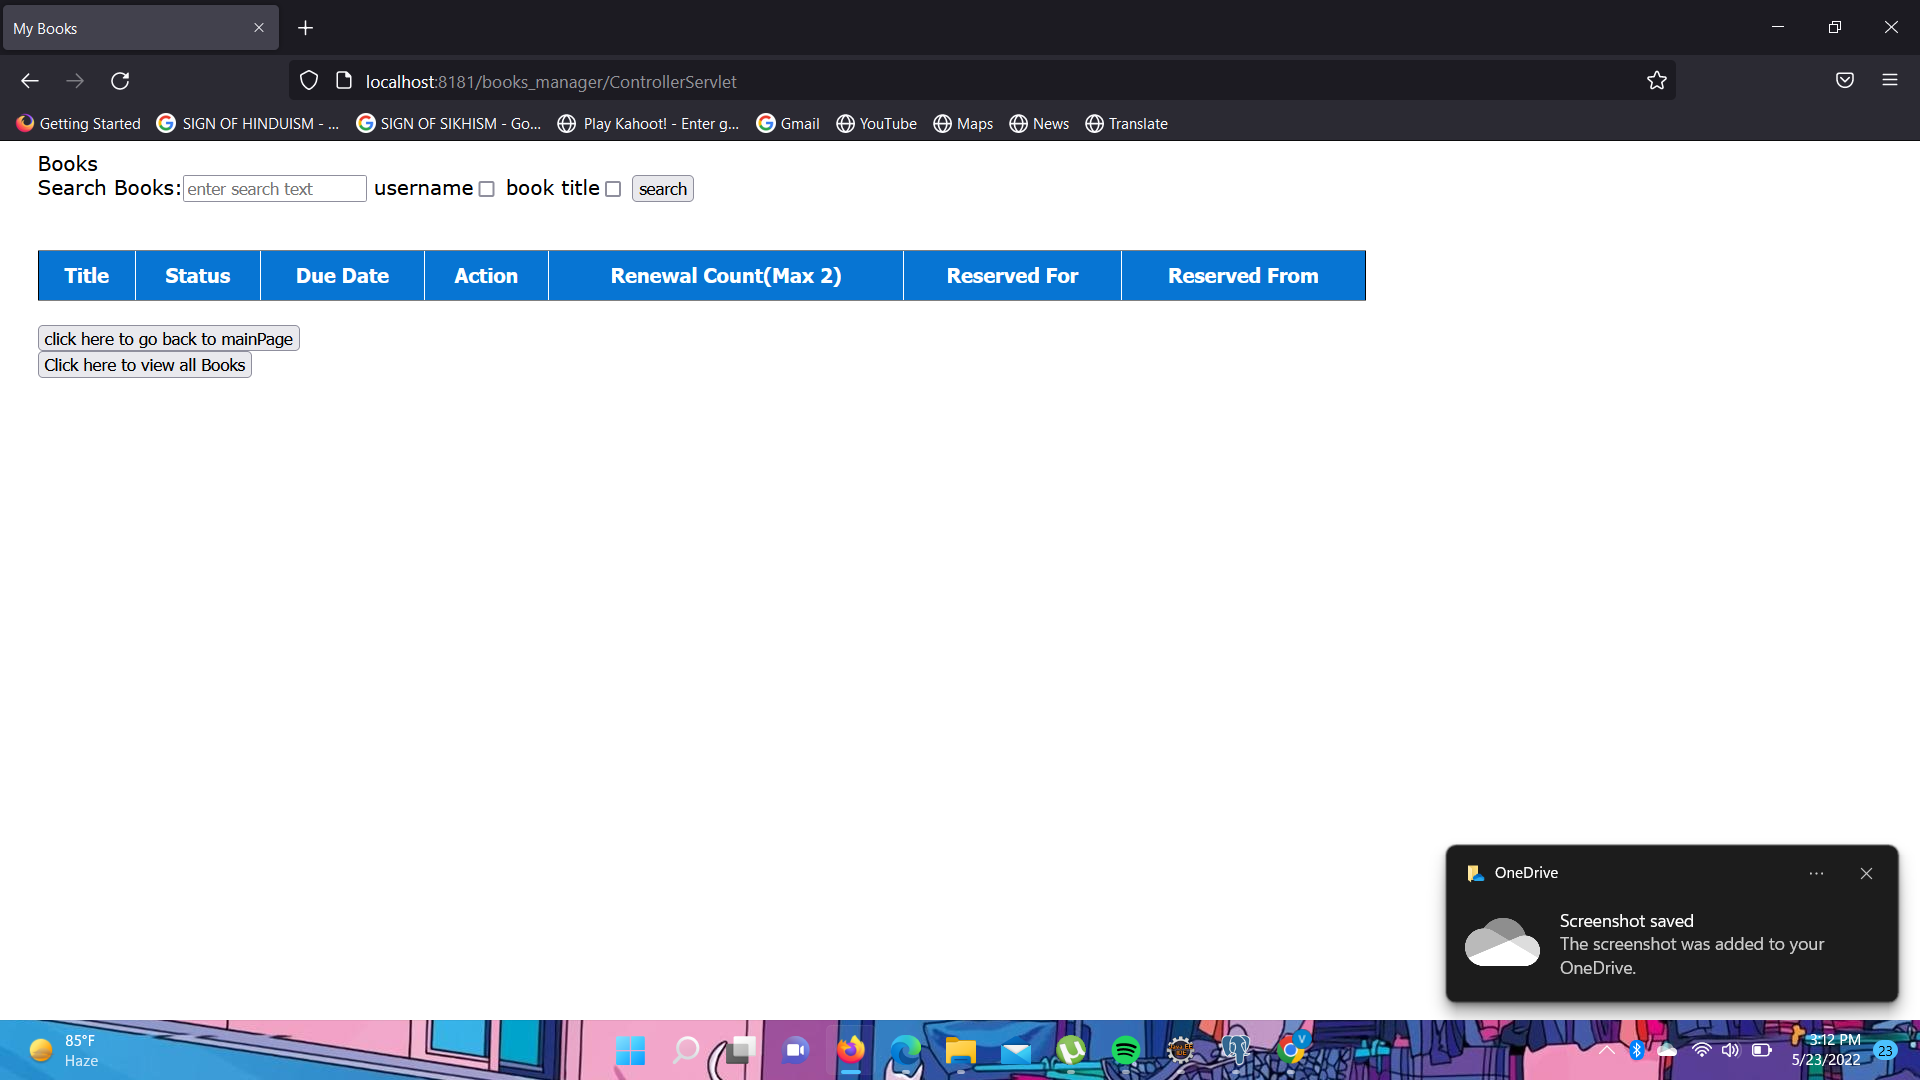 My Books
localhost:8181/books_manager/ControllerServlet
Getting Started SIGN OF HINDUISM - ... SIGN OF SIKHISM - Go... Play Kahoot! - Enter g... Gmail YouTube Maps News Translate
Books
Search Books: enter search text username book title search
Title Status Due Date Action Renewal Count(Max 2) Reserved For Reserved From
click here to go back to mainPage
Click here to view all Books
OneDrive
Screenshot saved
The screenshot was added to your
OneDrive.
85°F
Haze
3:12 PM
5/23/2022
23
V